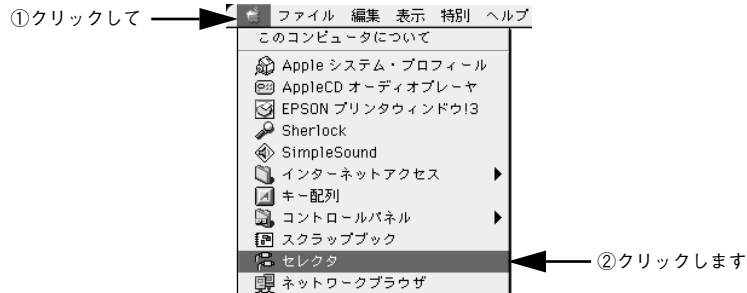 ①クリックして
ファイル 編集 表示 特別 ヘルプ
このコンピュータについて
Apple システム・プロフィール
AppleCD オーディオプレーヤ
EPSON プリンタウィンドウ!3
Sherlock
SimpleSound
インターネットアクセス
キー配列
コントロールパネル
スクラップブック
セレクタ
②クリックします
ネットワークブラウザ